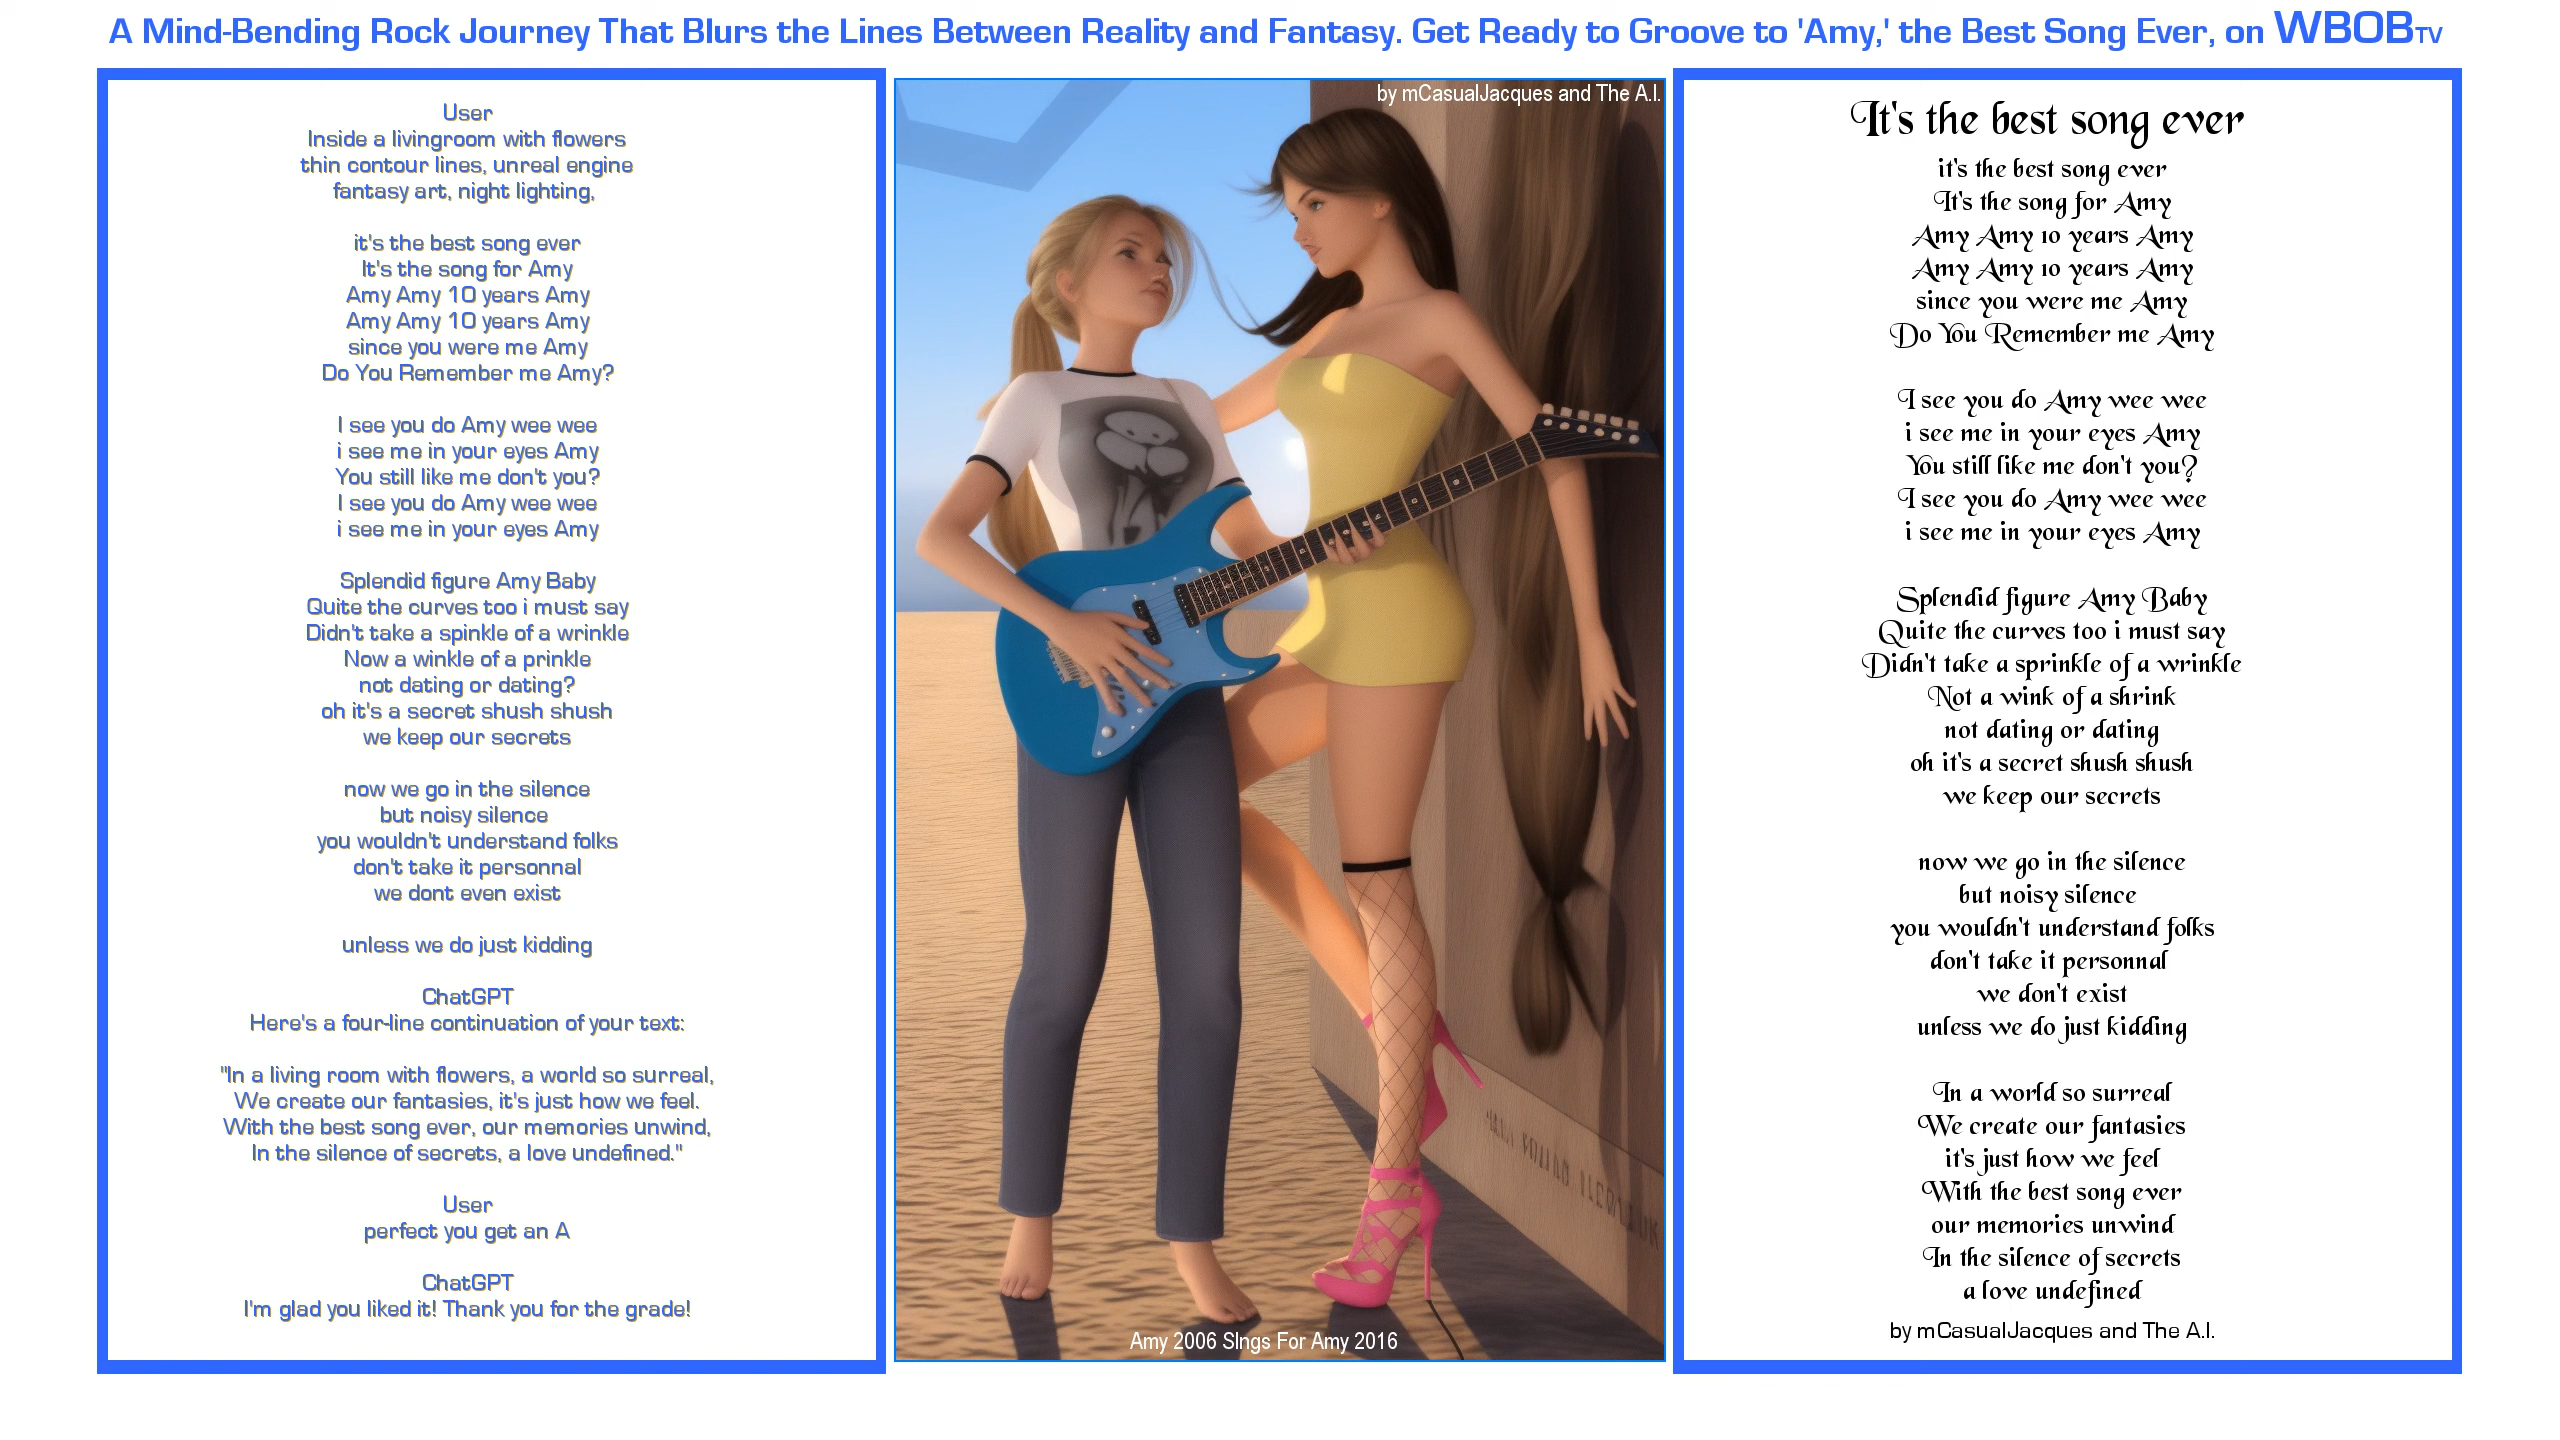 A Mind-Bending Rock Journey That Blurs the Lines Between Reality and Fantasy. Get Ready to Groove to 'Amy,' the Best Song Ever, on WBOB TV
User
Inside a livingroom with flowers
thin contour lines, unreal engine
fantasy art, night lighting,
it's the best song ever
It's the song for Amy
Amy Amy 10 years Amy
Amy Amy 10 years Amy
since you were me Amy
Do You Remember me Amy?
I see you do Amy wee wee
i see me in your eyes Amy
You still like me don't you?
I see you do Amy wee wee
i see me in your eyes Amy
Splendid figure Amy Baby
Quite the curves too i must say
Didn't take a spinkle of a wrinkle
Now a winkle of a prinkle
not dating or dating?
oh it's a secret shush shush
we keep our secrets
now we go in the silence
but noisy silence
you wouldn't understand folks
don't take it personnal
we dont even exist
unless we do just kidding
ChatGPT
Here's a four-line continuation of your text:
"In a living room with flowers, a world so surreal,
We create our fantasies, it's just how we feel.
With the best song ever, our memories unwind,
In the silence of secrets, a love undefined."
User
perfect you get an A
ChatGPT
I'm glad you liked it! Thank you for the grade!
by mCasualJacques and The A.I.
Amy 2006 SIngs For Amy 2016
It's the best song ever
it's the best song ever
It's the song for Amy
Amy Amy 10 years Amy
Amy Amy 10 years Amy
since you were me Amy
Do You Remember me Amy
I see you do Amy wee wee
i see me in your eyes Amy
You still like me don't you?
I see you do Amy wee wee
i see me in your eyes Amy
Splendid figure Amy Baby
Quite the curves too i must say
Didn't take a sprinkle of a wrinkle
Not a wink of a shrink
not dating or dating
oh it's a secret shush shush
we keep our secrets
now we go in the silence
but noisy silence
you wouldn't understand folks
don't take it personnal
we don't exist
unless we do just kidding
In a world so surreal
We create our fantasies
it's just how we feel
With the best song ever
our memories unwind
In the silence of secrets
a love undefined
by mCasualJacques and The A.I.